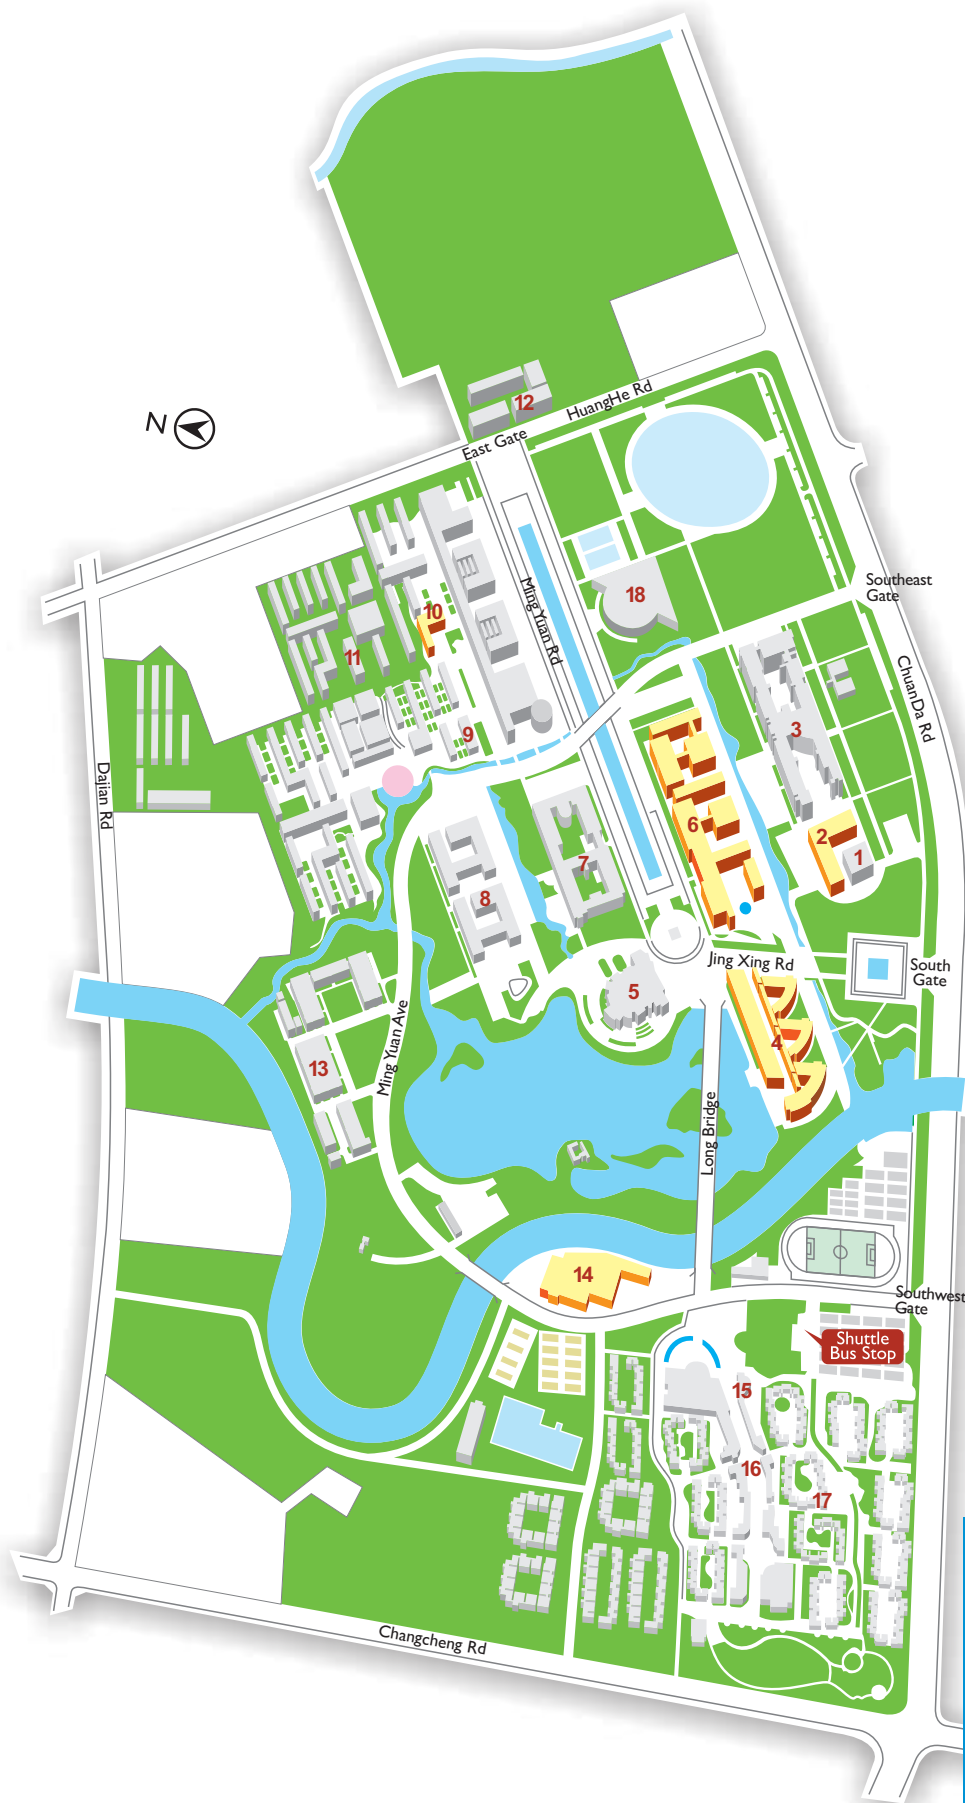 12
HuangHe Rd
N
East Gate
Southeast
Gate
18
10
Ming Yuan Rd
11
ChuanDa Rd
3
9
Dajian Rd
6
2
1
7
8
Jing Xing Rd
South
Gate
5
4
Ming Yuan Ave
13
Long Bridge
14
Southwest
Gate
Shuttle
Bus Stop
15
16
17
Changcheng Rd